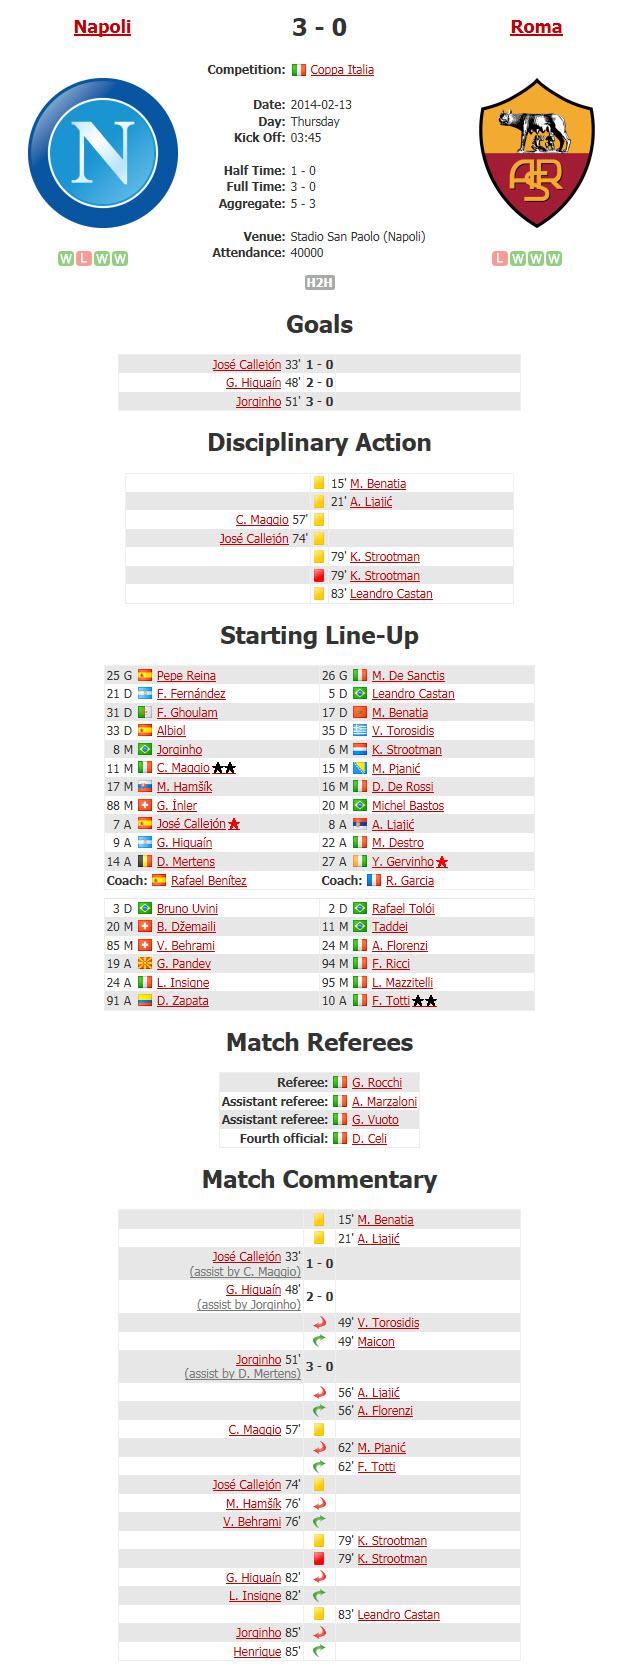 Napoli 3 - 0 Roma
Competition: Coppa Italia
Date: 2014-02-13
Day: Thursday
Kick Off: 03:45
Half Time: 1 - 0
Full Time: 3 - 0
Aggregate: 5 - 3
Venue: Stadio San Paolo (Napoli)
Attendance: 40000
N
ASR
W L W W
L W W W
H2H
Goals
José Callejón 33' 1 - 0
G. Higuaín 48' 2 - 0
Jorginho 51' 3 - 0
Disciplinary Action
15' M. Benatia
21' A. Ljajić
C. Maggio 57'
José Callejón 74'
79' K. Strootman
79' K. Strootman
83' Leandro Castan
Starting Line-Up
25 G Pepe Reina 26 G M. De Sanctis
21 D F. Fernández 5 D Leandro Castan
31 D F. Ghoulam 17 D M. Benatia
33 D Albiol 35 D V. Torosidis
8 M Jorginho 6 M K. Strootman
11 M C. Maggio 15 M M. Pjanić
17 M M. Hamšík 16 M D. De Rossi
88 M G. İnler 20 M Michel Bastos
7 A José Callejón 8 A A. Ljajić
9 A G. Higuaín 22 A M. Destro
14 A D. Mertens 27 A Y. Gervinho
Coach: Rafael Benítez Coach: R. Garcia
3 D Bruno Uvini 2 D Rafael Tolói
20 M B. Džemaili 11 M Taddei
85 M V. Behrami 24 M A. Florenzi
19 A G. Pandev 94 M F. Ricci
24 A L. Insigne 95 M L. Mazzitelli
91 A D. Zapata 10 A F. Totti
Match Referees
Referee: G. Rocchi
Assistant referee: A. Marzaloni
Assistant referee: G. Vuoto
Fourth official: D. Celi
Match Commentary
15' M. Benatia
21' A. Ljajić
José Callejón 33' 1 - 0
(assist by C. Maggio)
G. Higuaín 48' 2 - 0
(assist by Jorginho)
49' V. Torosidis
49' Maicon
Jorginho 51' 3 - 0
(assist by D. Mertens)
56' A. Ljajić
56' A. Florenzi
C. Maggio 57'
62' M. Pjanić
62' F. Totti
José Callejón 74'
M. Hamšík 76'
V. Behrami 76'
79' K. Strootman
79' K. Strootman
G. Higuaín 82'
L. Insigne 82'
83' Leandro Castan
Jorginho 85'
Henrique 85'